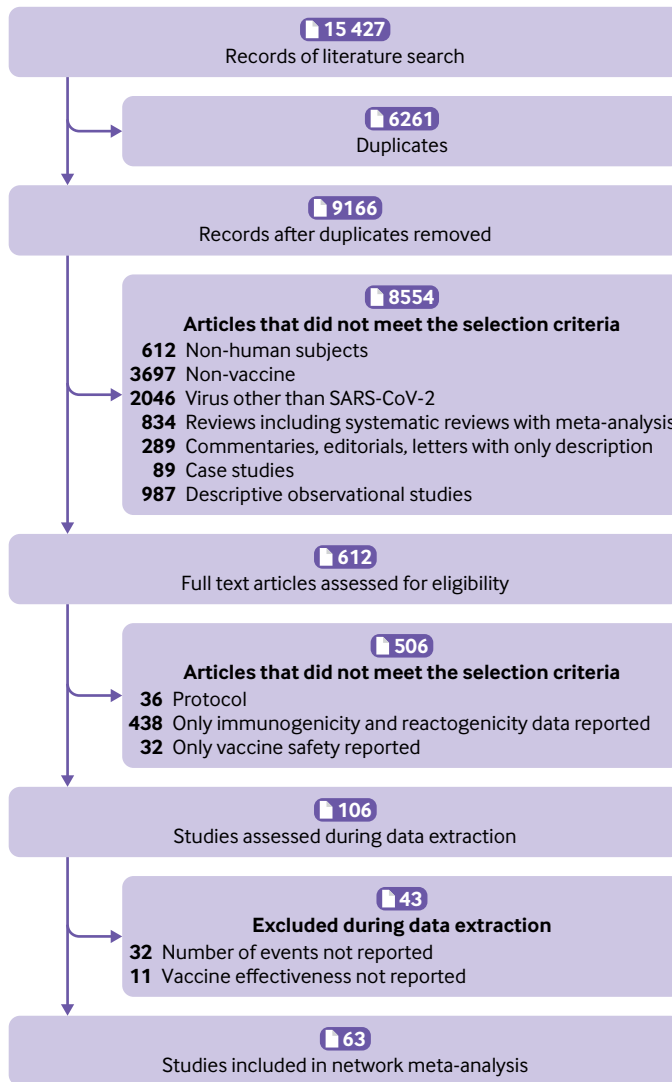 15 427
Records of literature search
6261
Duplicates
9166
Records after duplicates removed
8554
Articles that did not meet the selection criteria
612 Non-human subjects
3697 Non-vaccine
2046 Virus other than SARS-CoV-2
834 Reviews including systematic reviews with meta-analysis
289 Commentaries, editorials, letters with only description
89 Case studies
987 Descriptive observational studies
612
Full text articles assessed for eligibility
506
Articles that did not meet the selection criteria
36 Protocol
438 Only immunogenicity and reactogenicity data reported
32 Only vaccine safety reported
106
Studies assessed during data extraction
43
Excluded during data extraction
32 Number of events not reported
11 Vaccine effectiveness not reported
63
Studies included in network meta-analysis